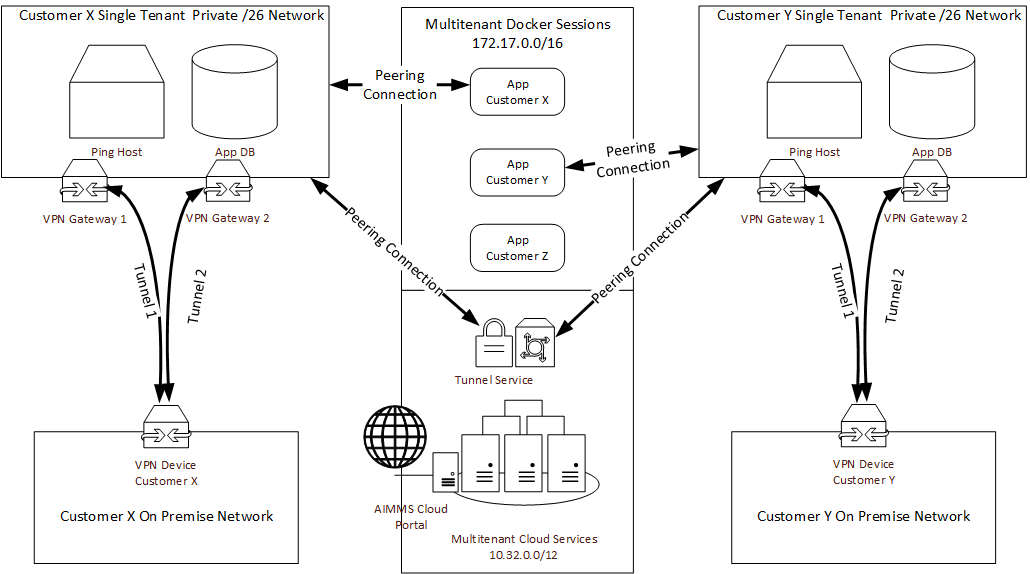 Customer X Single Tenant Private /26 Network
Ping Host
App DB
VPN Gateway 1
VPN Gateway 2
Tunnel 1
Tunnel 2
VPN Device
Customer X
Customer X On Premise Network
Peering
Connection
Peering Connection
Multitenant Docker Sessions
172.17.0.0/16
App
Customer X
App
Customer Y
App
Customer Z
Peering
Connection
Peering Connection
Tunnel Service
AIMMS Cloud
Portal
Multitenant Cloud Services
10.32.0.0/12
Customer Y Single Tenant Private /26 Network
Ping Host
App DB
VPN Gateway 1
VPN Gateway 2
Tunnel 1
Tunnel 2
VPN Device
Customer Y
Customer Y On Premise Network